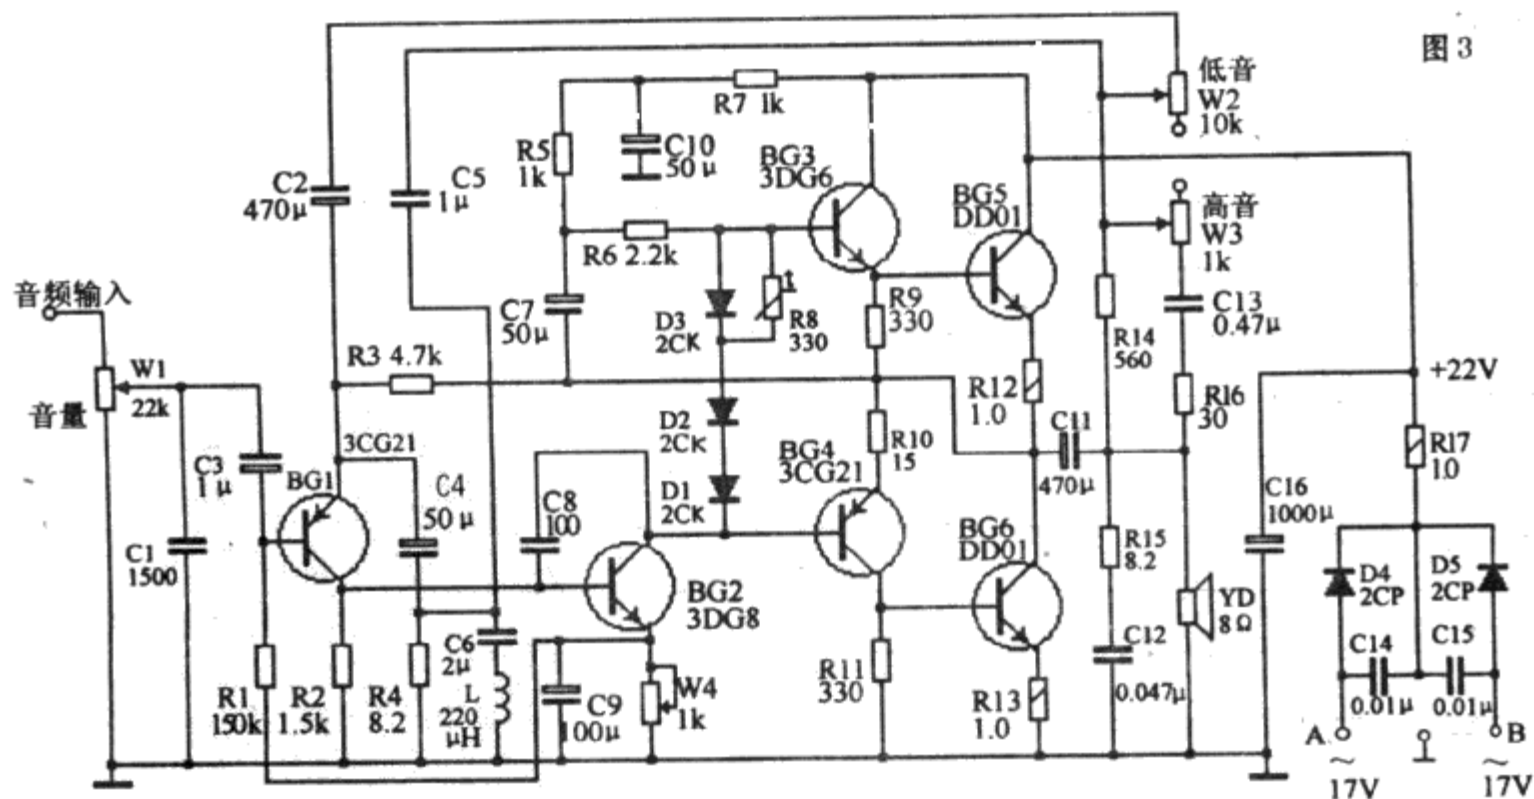 图 3
低音
W2
10k
R7 1k
R5
1k
C10
50μ
BG3
3DG6
C2
470μ
C5
1μ
BG5
DD01
高音
W3
1k
R6 2.2k
音频输入
C7
50μ
D3
2CK
R8
330
R9
330
R14
560
C13
0.47μ
W1
22k
音量
R3 4.7k
R12
1.0
+22V
R16
30
D2
2CK
R10
15
C11
470μ
R17
1.0
3CG21
BG1
C3
1μ
C4
50μ
C8
100
D1
2CK
BG4
3CG21
C16
1000μ
C1
1500
BG6
DD01
R15
8.2
D4
2CP
D5
2CP
BG2
3DG8
YD
8Ω
C6
2μ
C12
0.047μ
C14
0.01μ
C15
0.01μ
R1
150k
R2
1.5k
R4
8.2
L
220
μH
C9
100μ
W4
1k
R11
330
R13
1.0
A
B
⊥
~
17V
~
17V